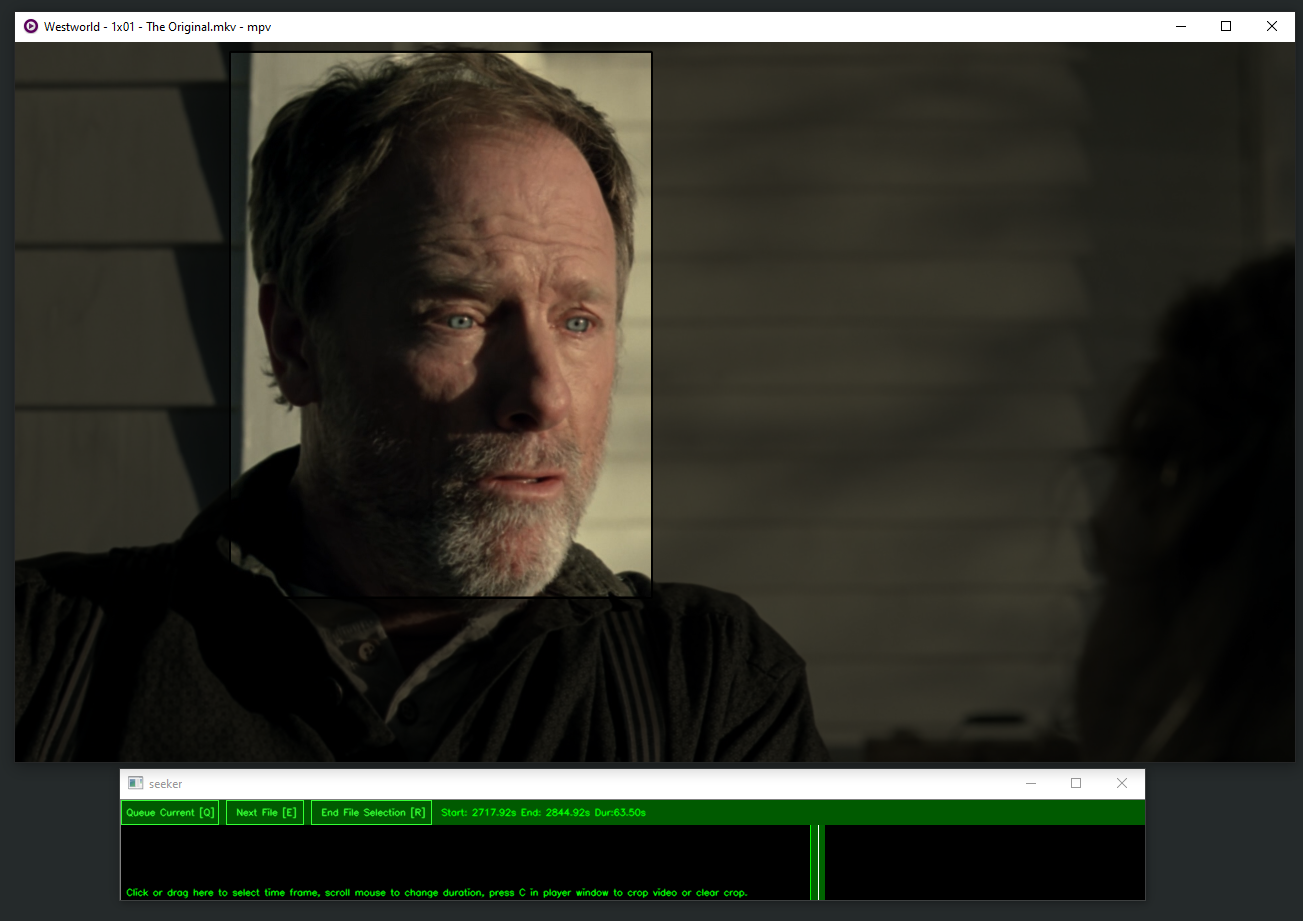 Westworld - 1x01 - The Original.mkv - mpv
seeker
Queue Current [Q] Next File [E] End File Selection [R] Start: 2717.92s End: 2844.92s Dur:63.50s
Click or drag here to select time frame, scroll mouse to change duration, press C in player window to crop video or clear crop.